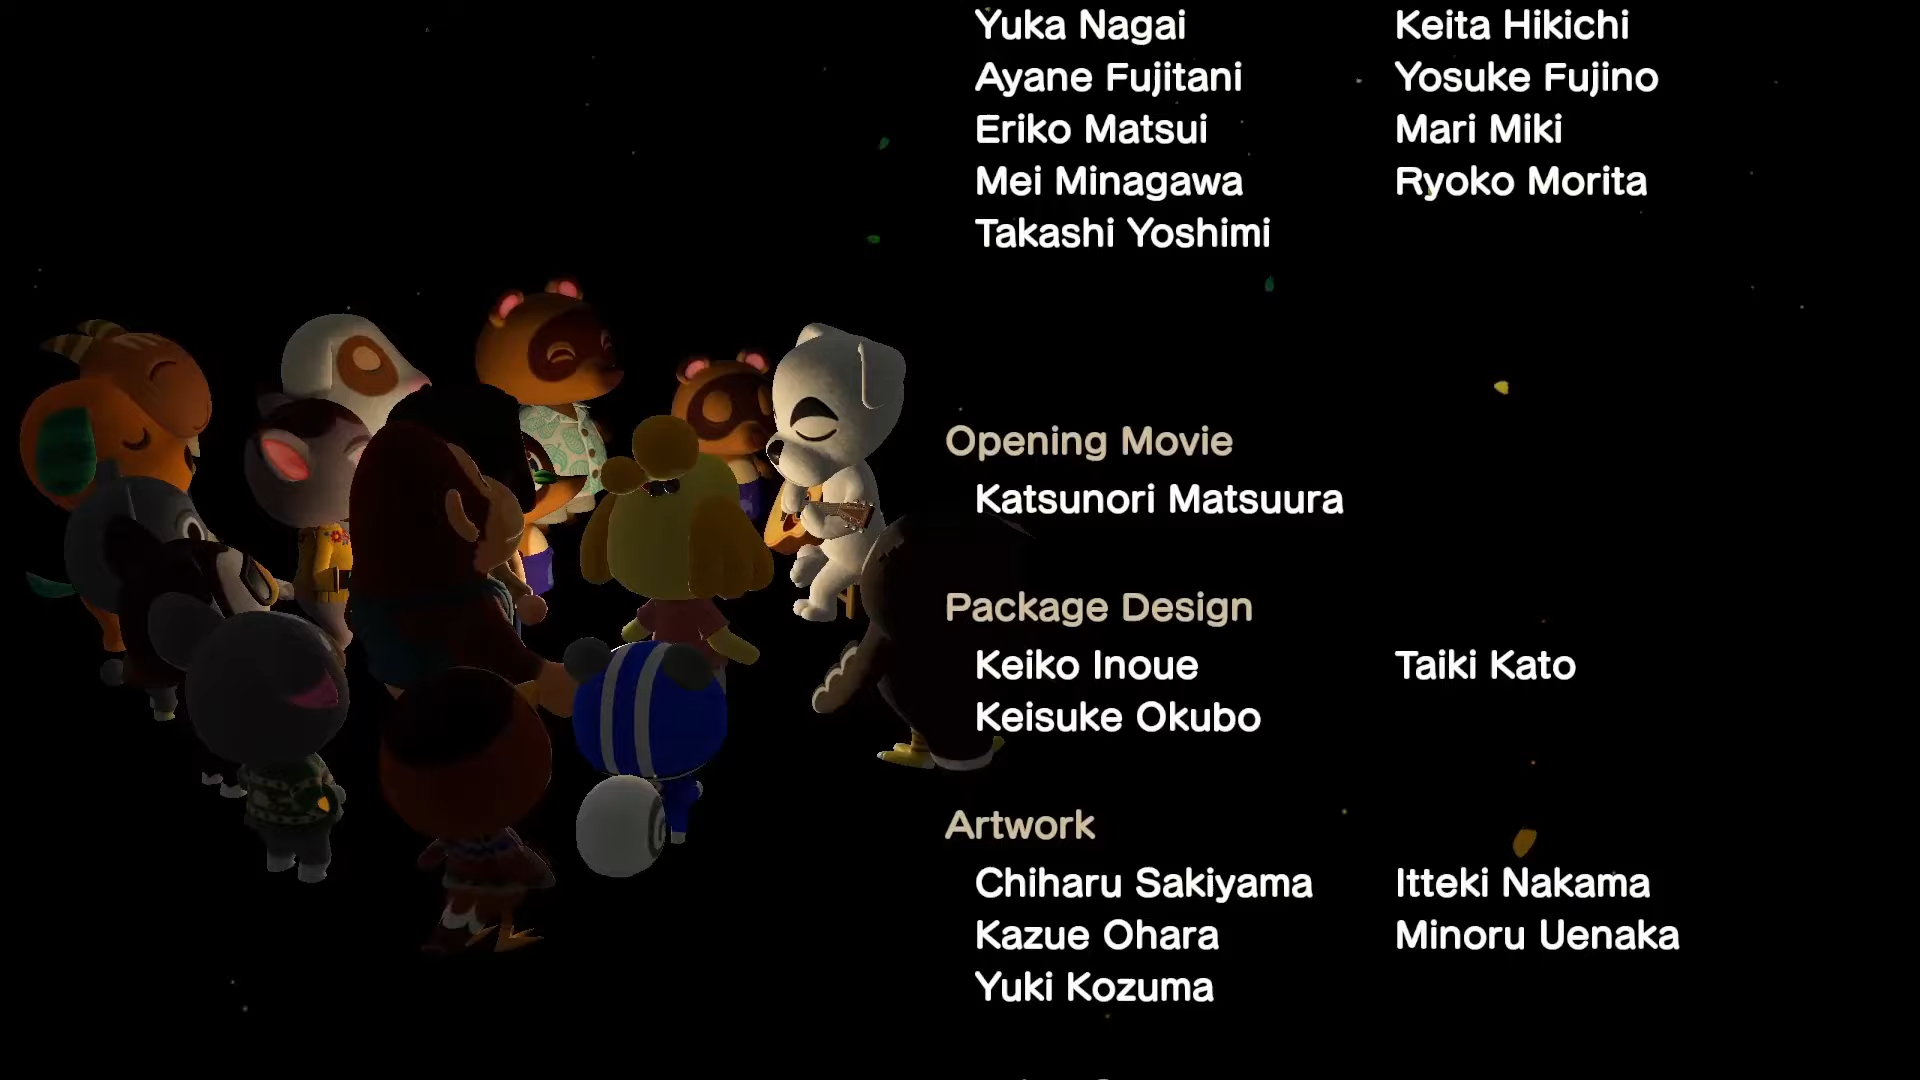 Yuka Nagai Keita Hikichi
Ayane Fujitani Yosuke Fujino
Eriko Matsui Mari Miki
Mei Minagawa Ryoko Morita
Takashi Yoshimi
Opening Movie
Katsunori Matsuura
Package Design
Keiko Inoue Taiki Kato
Keisuke Okubo
Artwork
Chiharu Sakiyama Itteki Nakama
Kazue Ohara Minoru Uenaka
Yuki Kozuma